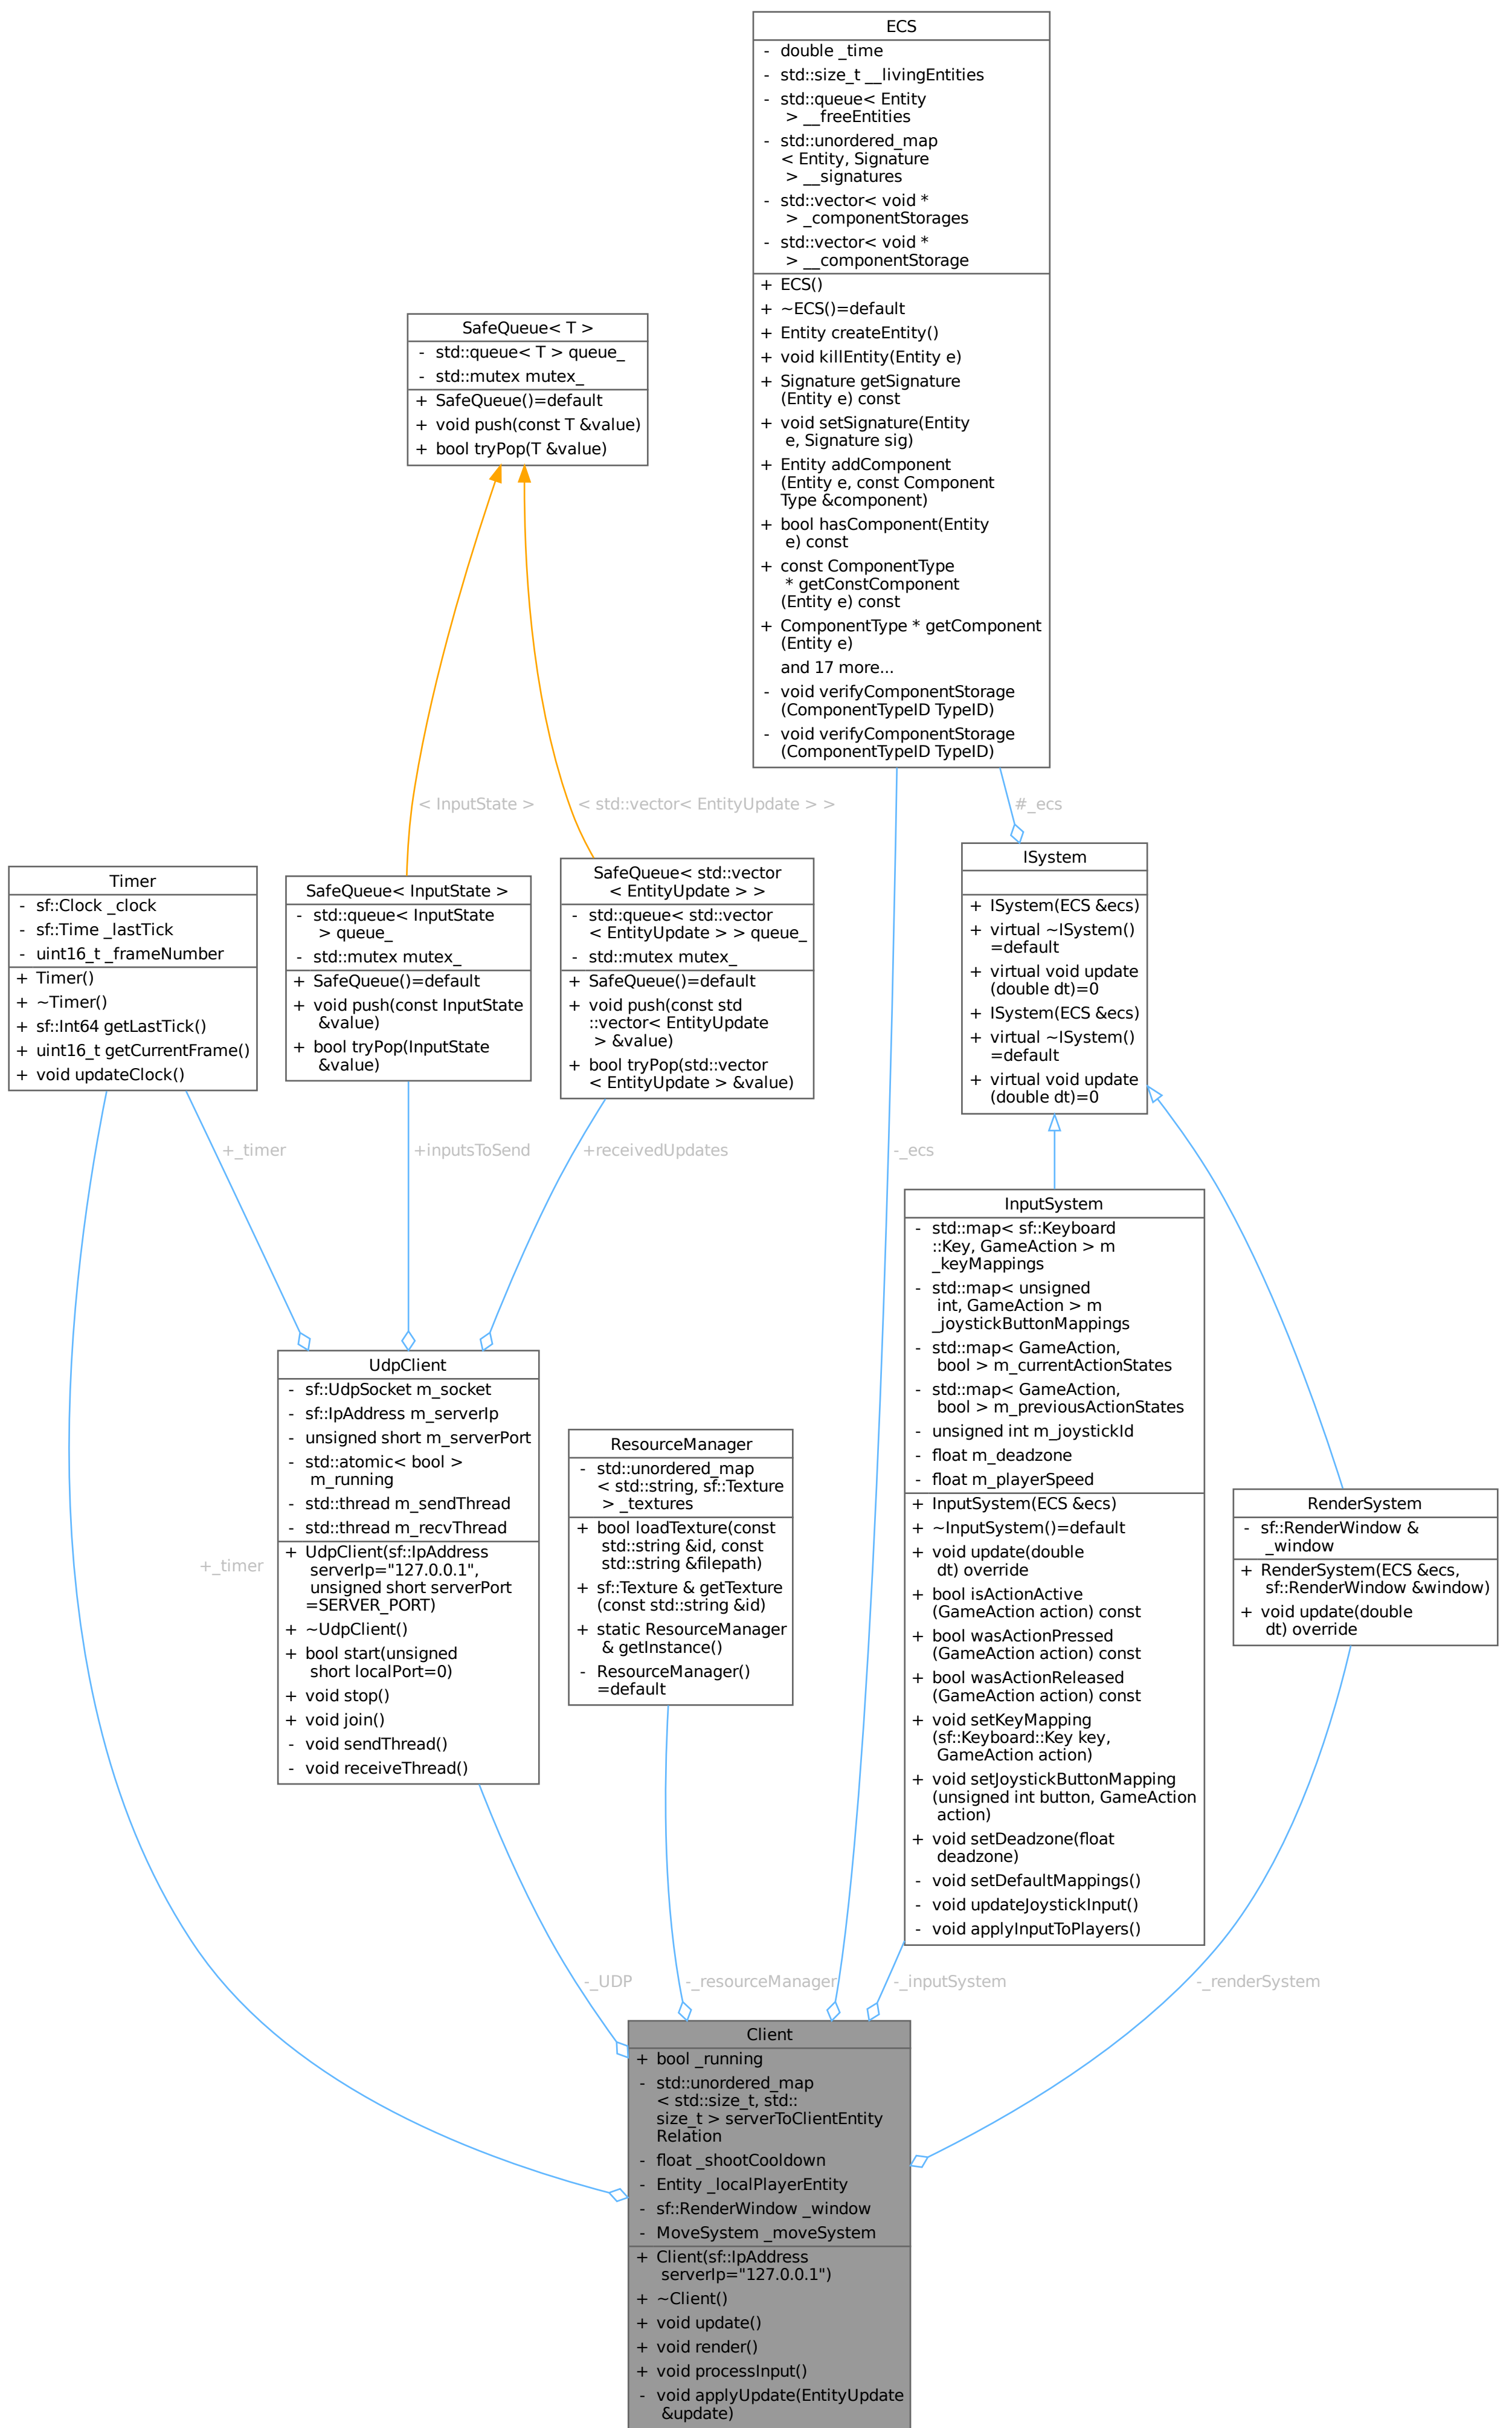 ECS
- double _time
- std::size_t __livingEntities
- std::queue< Entity
> __freeEntities
- std::unordered_map
< Entity, Signature
> __signatures
- std::vector< void *
> _componentStorages
- std::vector< void *
> __componentStorage
+ ECS()
+ ~ECS()=default
+ Entity createEntity()
+ void killEntity(Entity e)
+ Signature getSignature
(Entity e) const
+ void setSignature(Entity
e, Signature sig)
+ Entity addComponent
(Entity e, const Component
Type &component)
+ bool hasComponent(Entity
e) const
+ const ComponentType
* getConstComponent
(Entity e) const
+ ComponentType * getComponent
(Entity e)
and 17 more...
- void verifyComponentStorage
(ComponentTypeID TypeID)
- void verifyComponentStorage
(ComponentTypeID TypeID)
SafeQueue< T >
- std::queue< T > queue_
- std::mutex mutex_
+ SafeQueue()=default
+ void push(const T &value)
+ bool tryPop(T &value)
< InputState >
< std::vector< EntityUpdate > >
#_ecs
Timer
- sf::Clock _clock
- sf::Time _lastTick
- uint16_t _frameNumber
+ Timer()
+ ~Timer()
+ sf::Int64 getLastTick()
+ uint16_t getCurrentFrame()
+ void updateClock()
SafeQueue< InputState >
- std::queue< InputState
> queue_
- std::mutex mutex_
+ SafeQueue()=default
+ void push(const InputState
&value)
+ bool tryPop(InputState
&value)
SafeQueue< std::vector
< EntityUpdate > >
- std::queue< std::vector
< EntityUpdate > > queue_
- std::mutex mutex_
+ SafeQueue()=default
+ void push(const std
::vector< EntityUpdate
> &value)
+ bool tryPop(std::vector
< EntityUpdate > &value)
ISystem
+ ISystem(ECS &ecs)
+ virtual ~ISystem()
=default
+ virtual void update
(double dt)=0
+ ISystem(ECS &ecs)
+ virtual ~ISystem()
=default
+ virtual void update
(double dt)=0
+_timer
+inputsToSend
+receivedUpdates
-_ecs
InputSystem
- std::map< sf::Keyboard
::Key, GameAction > m
_keyMappings
- std::map< unsigned
int, GameAction > m
_joystickButtonMappings
- std::map< GameAction,
bool > m_currentActionStates
- std::map< GameAction,
bool > m_previousActionStates
- unsigned int m_joystickId
- float m_deadzone
- float m_playerSpeed
+ InputSystem(ECS &ecs)
+ ~InputSystem()=default
+ void update(double
dt) override
+ bool isActionActive
(GameAction action) const
+ bool wasActionPressed
(GameAction action) const
+ bool wasActionReleased
(GameAction action) const
+ void setKeyMapping
(sf::Keyboard::Key key,
GameAction action)
+ void setJoystickButtonMapping
(unsigned int button, GameAction
action)
+ void setDeadzone(float
deadzone)
- void setDefaultMappings()
- void updateJoystickInput()
- void applyInputToPlayers()
UdpClient
- sf::UdpSocket m_socket
- sf::IpAddress m_serverIp
- unsigned short m_serverPort
- std::atomic< bool >
m_running
- std::thread m_sendThread
- std::thread m_recvThread
+ UdpClient(sf::IpAddress
serverIp="127.0.0.1",
unsigned short serverPort
=SERVER_PORT)
+ ~UdpClient()
+ bool start(unsigned
short localPort=0)
+ void stop()
+ void join()
- void sendThread()
- void receiveThread()
ResourceManager
- std::unordered_map
< std::string, sf::Texture
> _textures
+ bool loadTexture(const
std::string &id, const
std::string &filepath)
+ sf::Texture & getTexture
(const std::string &id)
+ static ResourceManager
& getInstance()
- ResourceManager()
=default
RenderSystem
- sf::RenderWindow &
_window
+ RenderSystem(ECS &ecs,
sf::RenderWindow &window)
+ void update(double
dt) override
+_timer
-_UDP
-_resourceManager
-_inputSystem
-_renderSystem
Client
+ bool _running
- std::unordered_map
< std::size_t, std::
size_t > serverToClientEntity
Relation
- float _shootCooldown
- Entity _localPlayerEntity
- sf::RenderWindow _window
- MoveSystem _moveSystem
+ Client(sf::IpAddress
serverIp="127.0.0.1")
+ ~Client()
+ void update()
+ void render()
+ void processInput()
- void applyUpdate(EntityUpdate
&update)